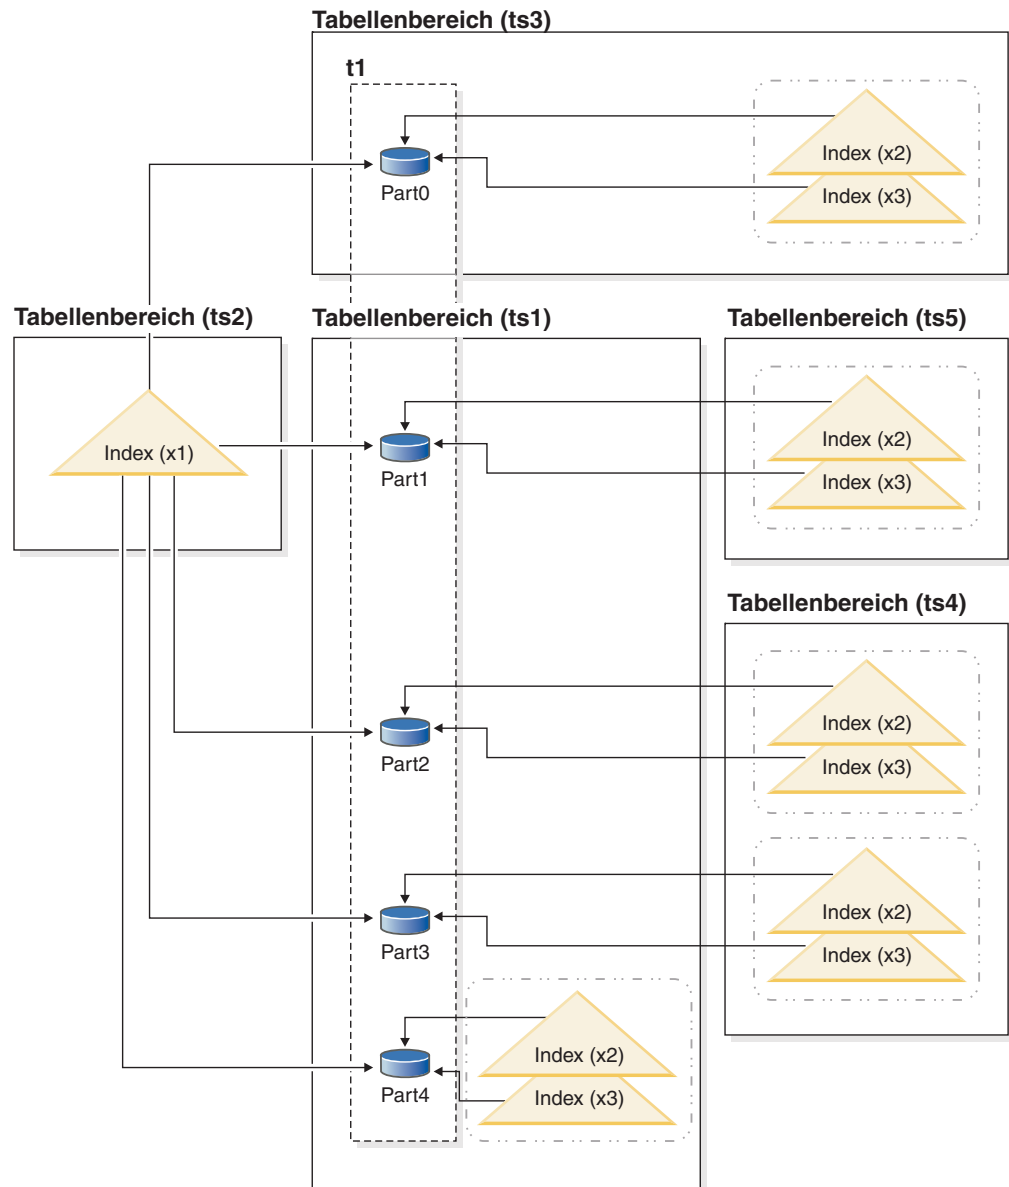 Tabellenbereich (ts3)
t1
Index (x2)
Part0
Index (x3)
Tabellenbereich (ts2)
Tabellenbereich (ts1)
Tabellenbereich (ts5)
Index (x1)
Index (x2)
Part1
Index (x3)
Tabellenbereich (ts4)
Index (x2)
Part2
Index (x3)
Index (x2)
Part3
Index (x3)
Index (x2)
Part4
Index (x3)